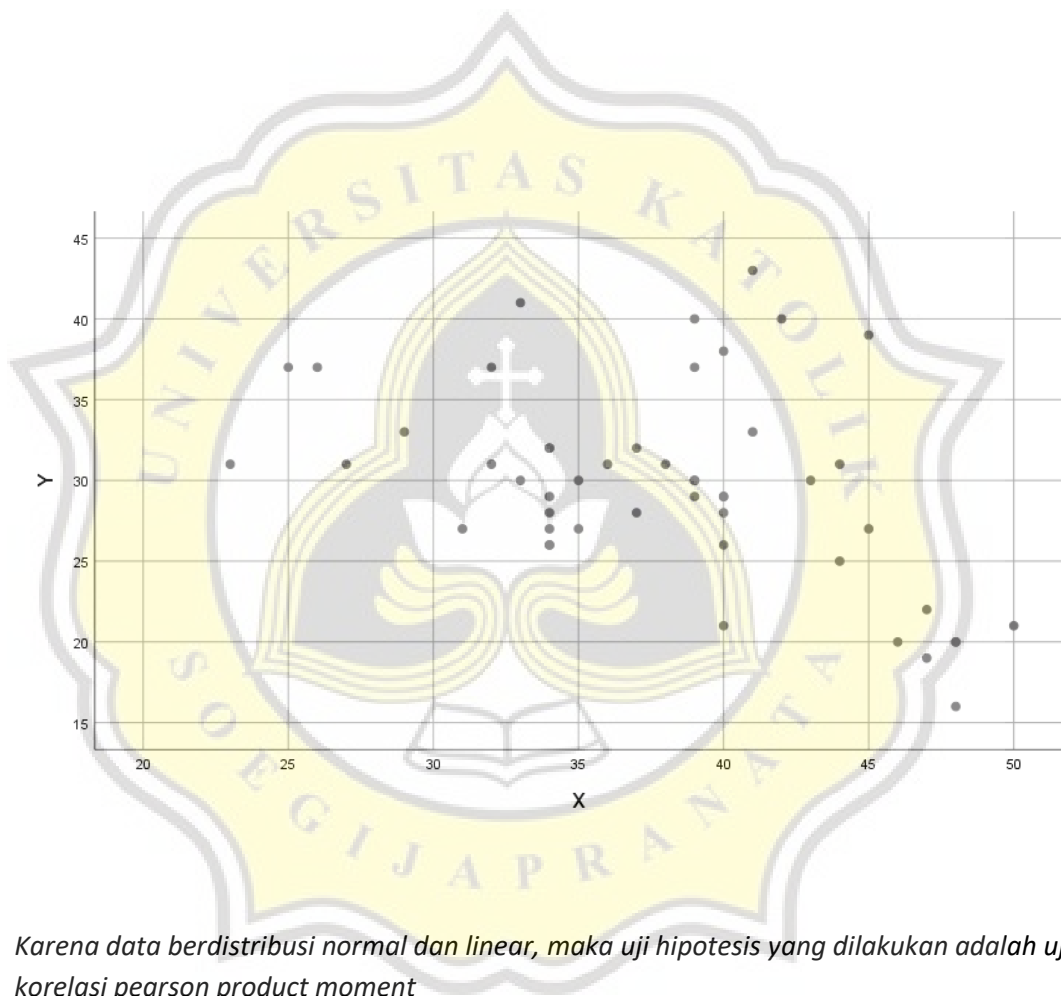 UNIVERSITAS KATOLIK
SOEGIJAPRANATA
45
40
35
30
25
20
15
Y
20 25 30 35 40 45 50
X
Karena data berdistribusi normal dan linear, maka uji hipotesis yang dilakukan adalah uj
korelasi pearson product moment